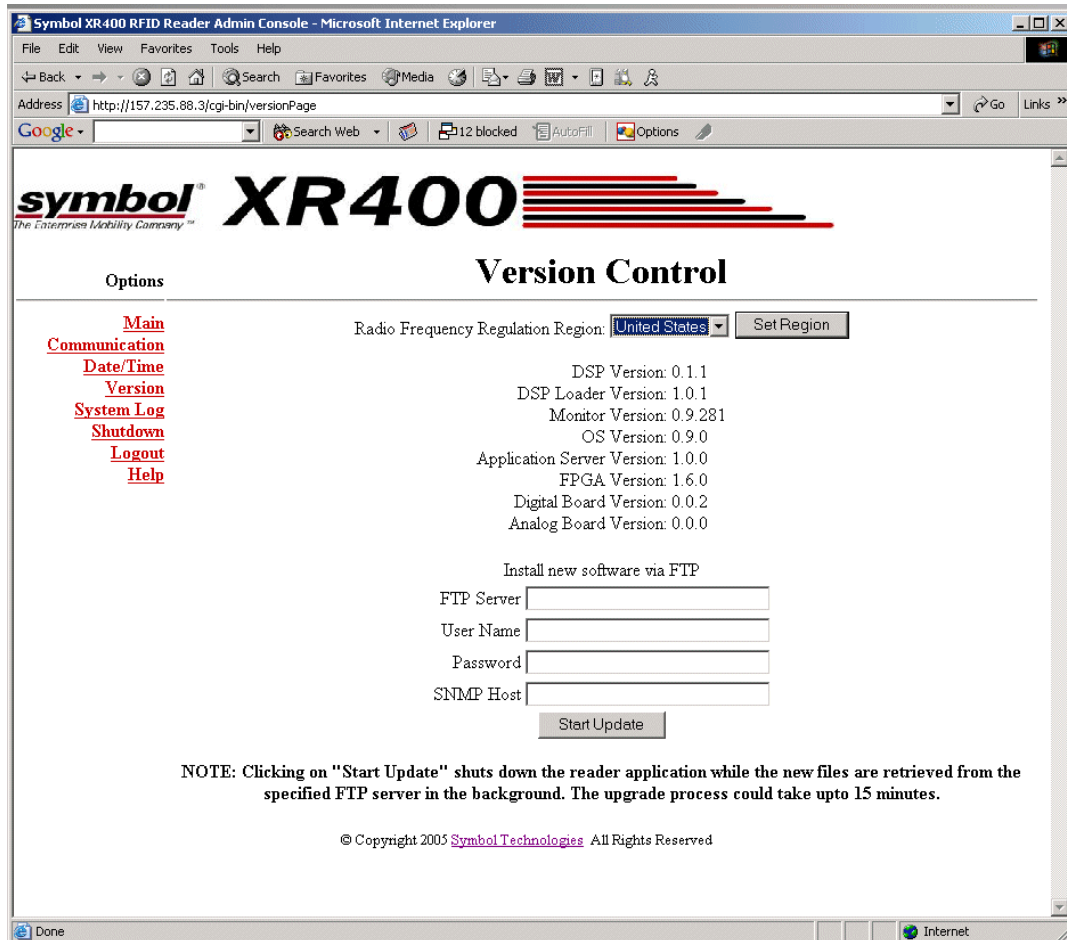 Symbol XR400 RFID Reader Admin Console - Microsoft Internet Explorer
File Edit View Favorites Tools Help
Back Search Favorites Media
Address http://157.235.88.3/cgi-bin/versionPage Go Links »
Google Search Web 12 blocked AutoFill Options
symbol® XR400
The Enterprise Mobility Company ™
Options
Version Control
Main
Communication
Date/Time
Version
System Log
Shutdown
Logout
Help
Radio Frequency Regulation Region: United States Set Region
DSP Version: 0.1.1
DSP Loader Version: 1.0.1
Monitor Version: 0.9.281
OS Version: 0.9.0
Application Server Version: 1.0.0
FPGA Version: 1.6.0
Digital Board Version: 0.0.2
Analog Board Version: 0.0.0
Install new software via FTP
FTP Server
User Name
Password
SNMP Host
Start Update
NOTE: Clicking on "Start Update" shuts down the reader application while the new files are retrieved from the
specified FTP server in the background. The upgrade process could take upto 15 minutes.
© Copyright 2005 Symbol Technologies All Rights Reserved
Done Internet